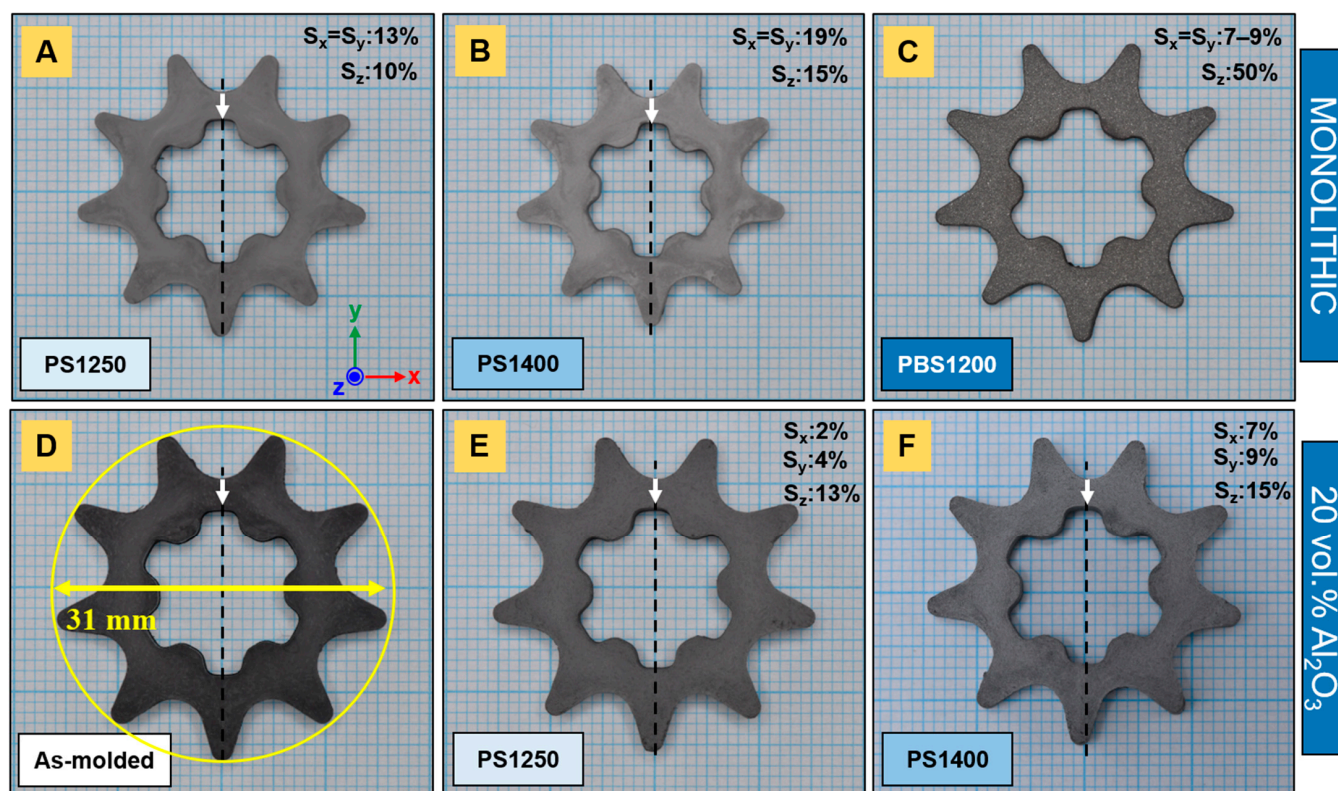 A
Sx=Sy:13%
Sz:10%
y
z
x
PS1250
B
Sx=Sy:19%
Sz:15%
PS1400
C
Sx=Sy:7–9%
Sz:50%
PBS1200
MONOLITHIC
D
31 mm
As-molded
E
Sx:2%
Sy:4%
Sz:13%
PS1250
F
Sx:7%
Sy:9%
Sz:15%
PS1400
20 vol.% Al₂O₃